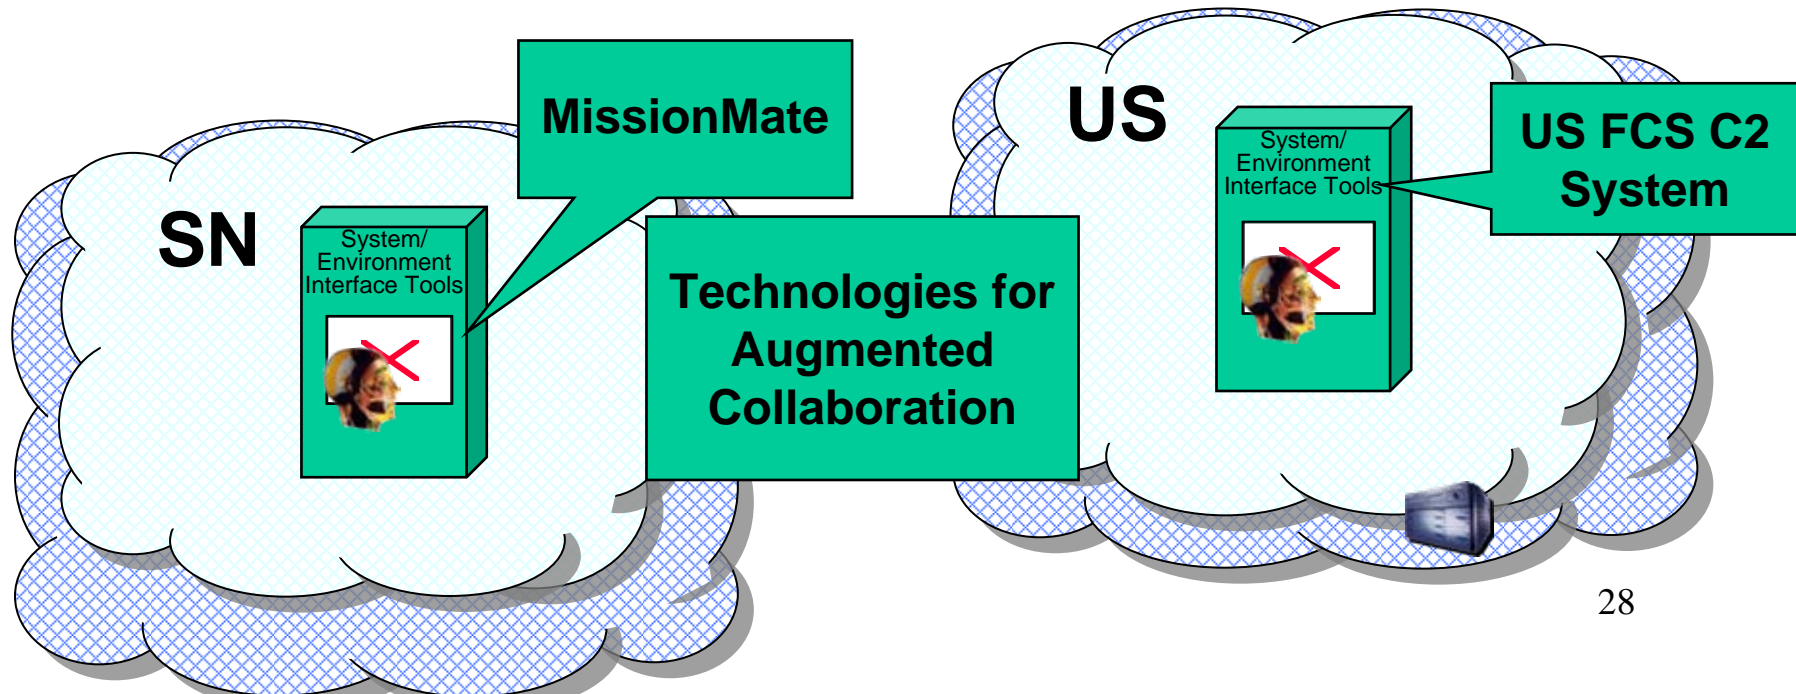 MissionMate
SN
System/
Environment
Interface Tools
Technologies for
Augmented
Collaboration
US
System/
Environment
Interface Tools
US FCS C2
System
28